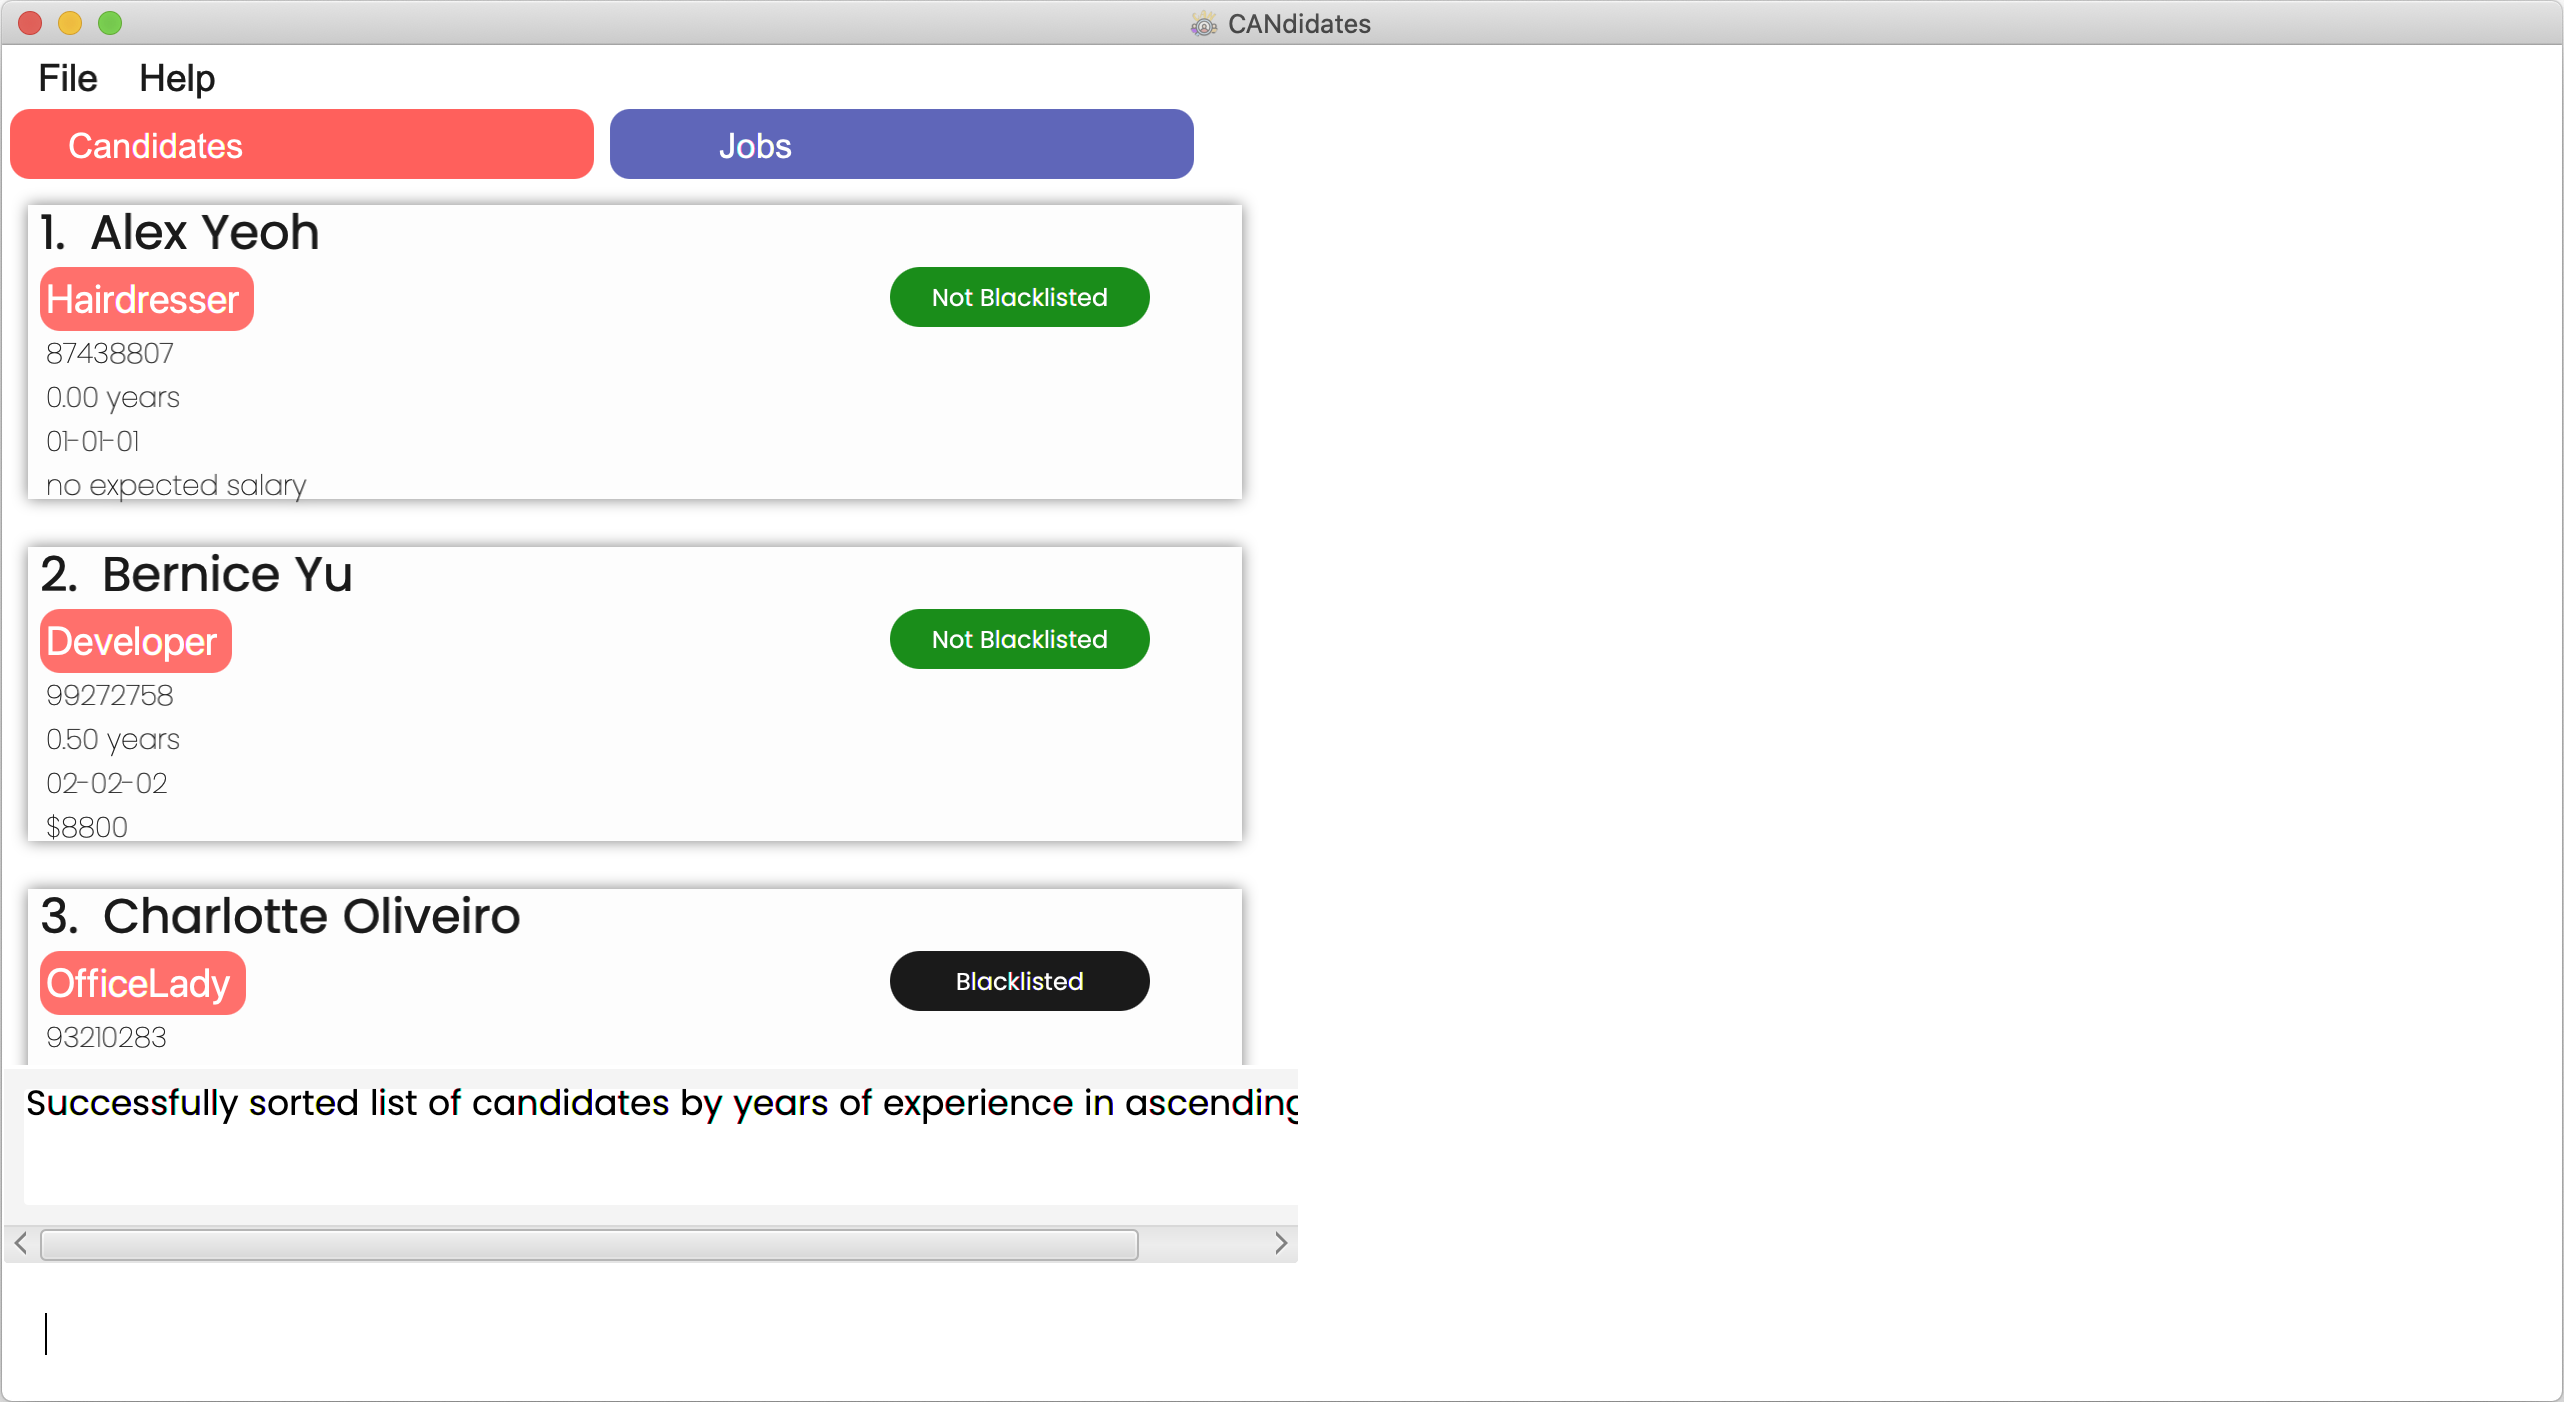 CANdidates
File Help
Candidates Jobs
1. Alex Yeoh
Hairdresser Not Blacklisted
87438807
0.00 years
01-01-01
no expected salary
2. Bernice Yu
Developer Not Blacklisted
99272758
0.50 years
02-02-02
$8800
3. Charlotte Oliveiro
OfficeLady Blacklisted
93210283
Successfully sorted list of candidates by years of experience in ascending